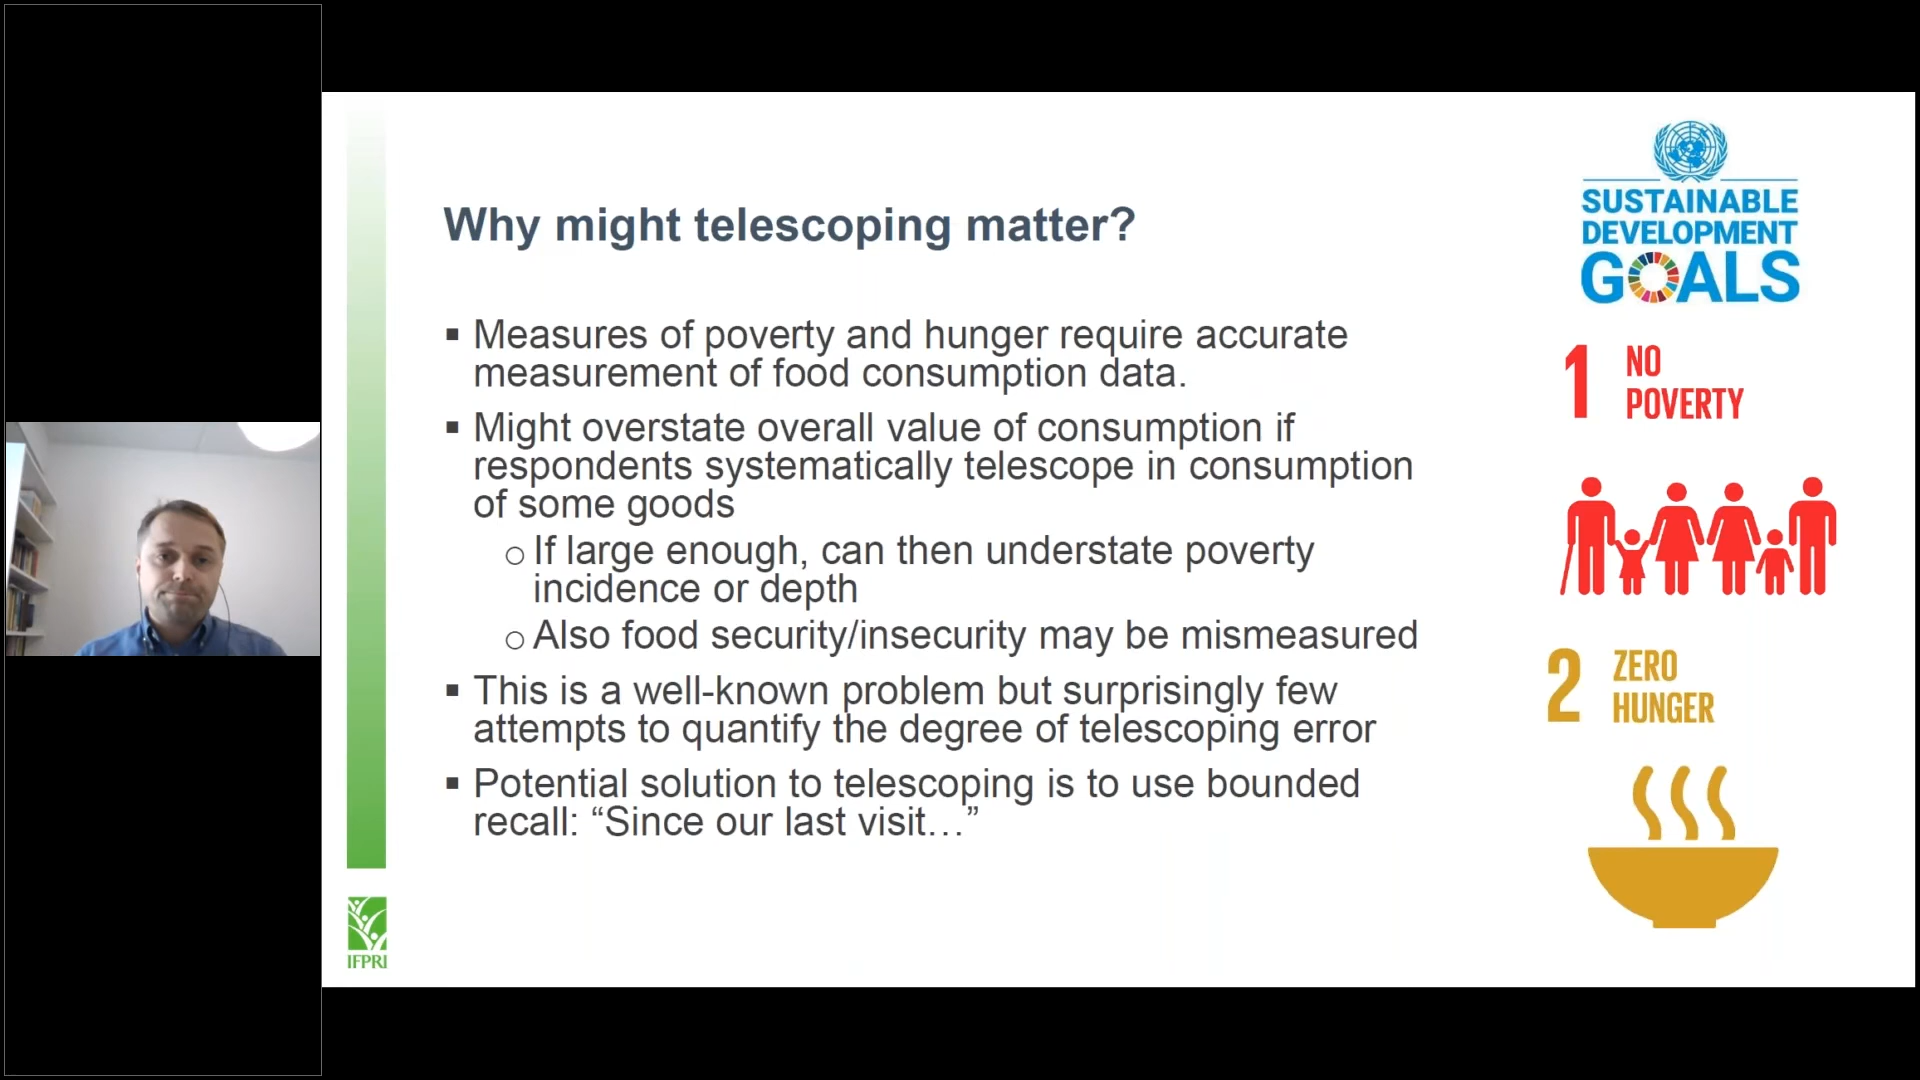 Why might telescoping matter?
▪ Measures of poverty and hunger require accurate
measurement of food consumption data.
▪ Might overstate overall value of consumption if
respondents systematically telescope in consumption
of some goods
o If large enough, can then understate poverty
incidence or depth
o Also food security/insecurity may be mismeasured
▪ This is a well-known problem but surprisingly few
attempts to quantify the degree of telescoping error
▪ Potential solution to telescoping is to use bounded
recall: “Since our last visit…”
IFPRI
SUSTAINABLE
DEVELOPMENT
GOALS
1 NO
POVERTY
2 ZERO
HUNGER